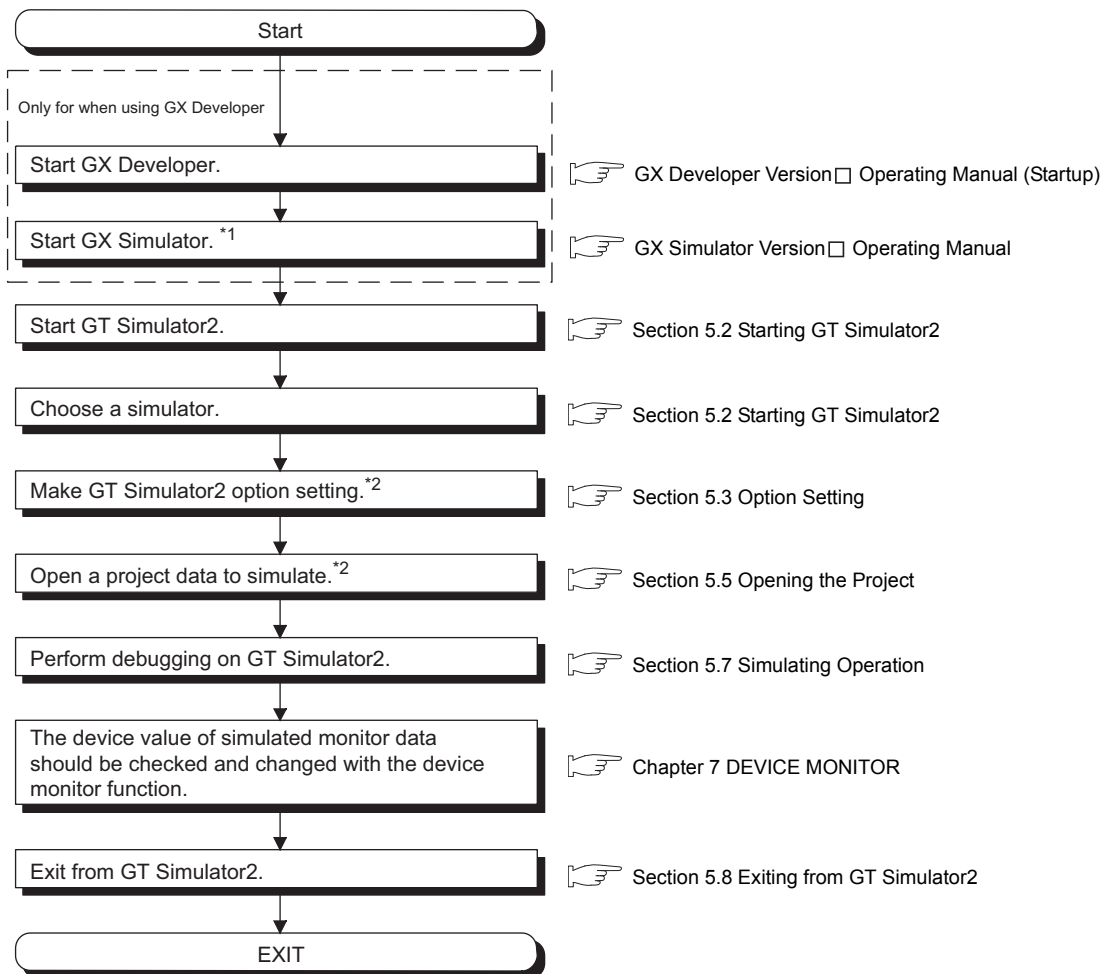 Start
Only for when using GX Developer
Start GX Developer.
GX Developer Version□ Operating Manual (Startup)
Start GX Simulator. *1
GX Simulator Version□ Operating Manual
Start GT Simulator2.
Section 5.2 Starting GT Simulator2
Choose a simulator.
Section 5.2 Starting GT Simulator2
Make GT Simulator2 option setting.*2
Section 5.3 Option Setting
Open a project data to simulate.*2
Section 5.5 Opening the Project
Perform debugging on GT Simulator2.
Section 5.7 Simulating Operation
The device value of simulated monitor data
should be checked and changed with the device
monitor function.
Chapter 7 DEVICE MONITOR
Exit from GT Simulator2.
Section 5.8 Exiting from GT Simulator2
EXIT